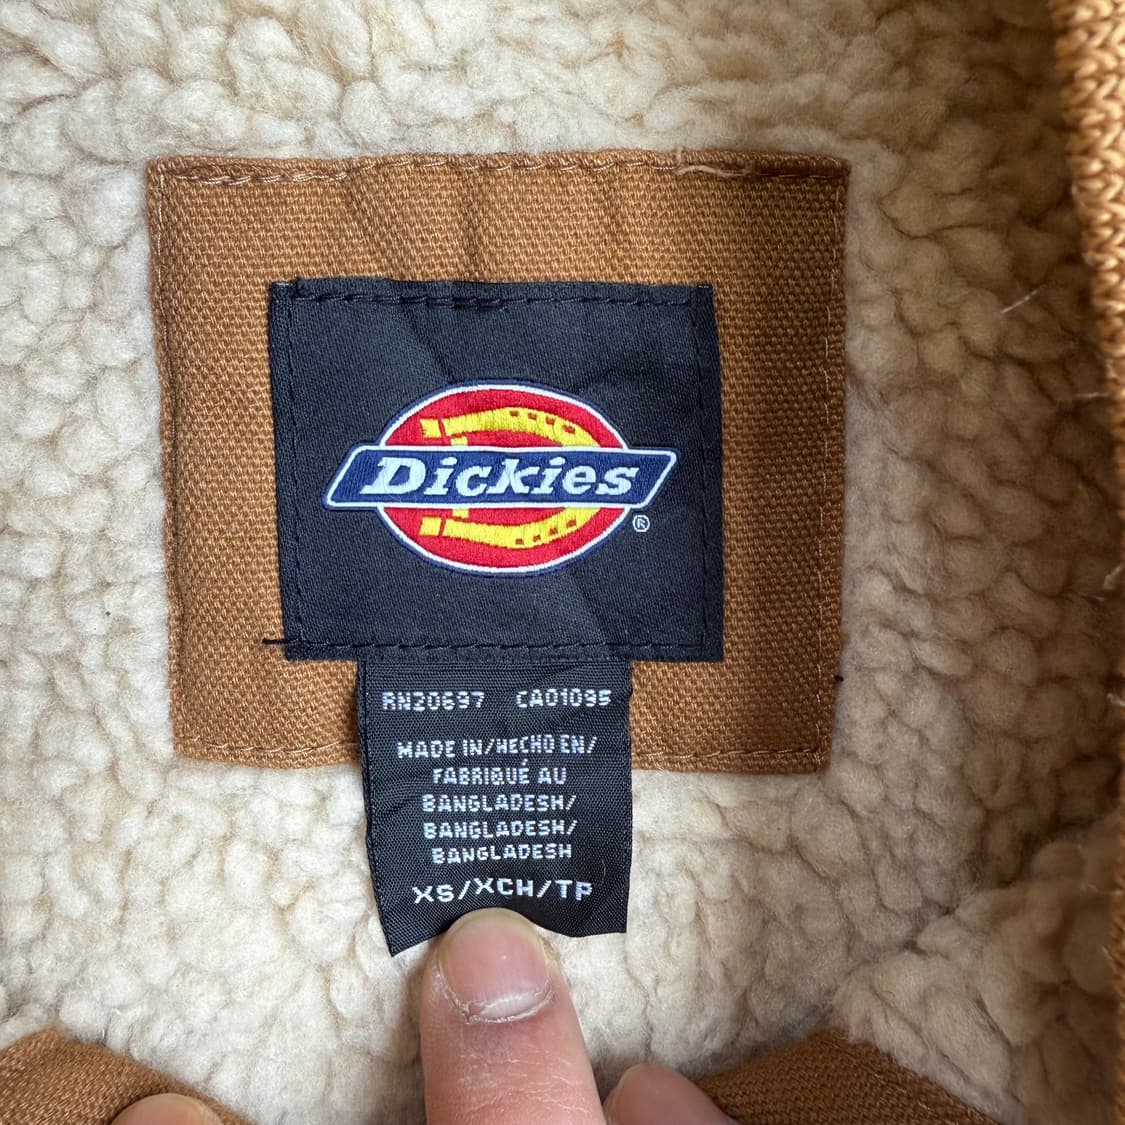 Dickies
®
RN20697 CA01095
MADE IN/HECHO EN/
FABRIQUÉ AU
BANGLADESH/
BANGLADESH/
BANGLADESH
XS/XCH/TP